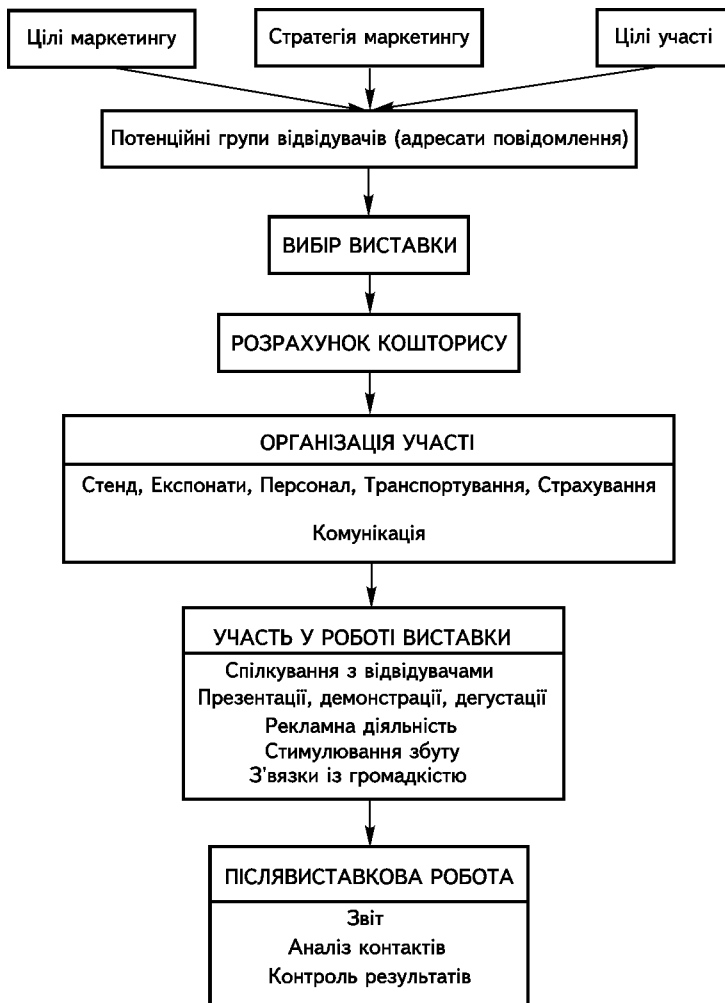 Цілі маркетингу
Стратегія маркетингу
Цілі участі
Потенційні групи відвідувачів (адресати повідомлення)
ВИБІР ВИСТАВКИ
РОЗРАХУНОК КОШТОРИСУ
ОРГАНІЗАЦІЯ УЧАСТІ
Стенд, Експонати, Персонал, Транспортування, Страхування
Комунікація
УЧАСТЬ У РОБОТІ ВИСТАВКИ
Спілкування з відвідувачами
Презентації, демонстрації, дегустації
Рекламна діяльність
Стимулювання збуту
З'вязки із громадкістю
ПІСЛЯВИСТАВКОВА РОБОТА
Звіт
Аналіз контактів
Контроль результатів